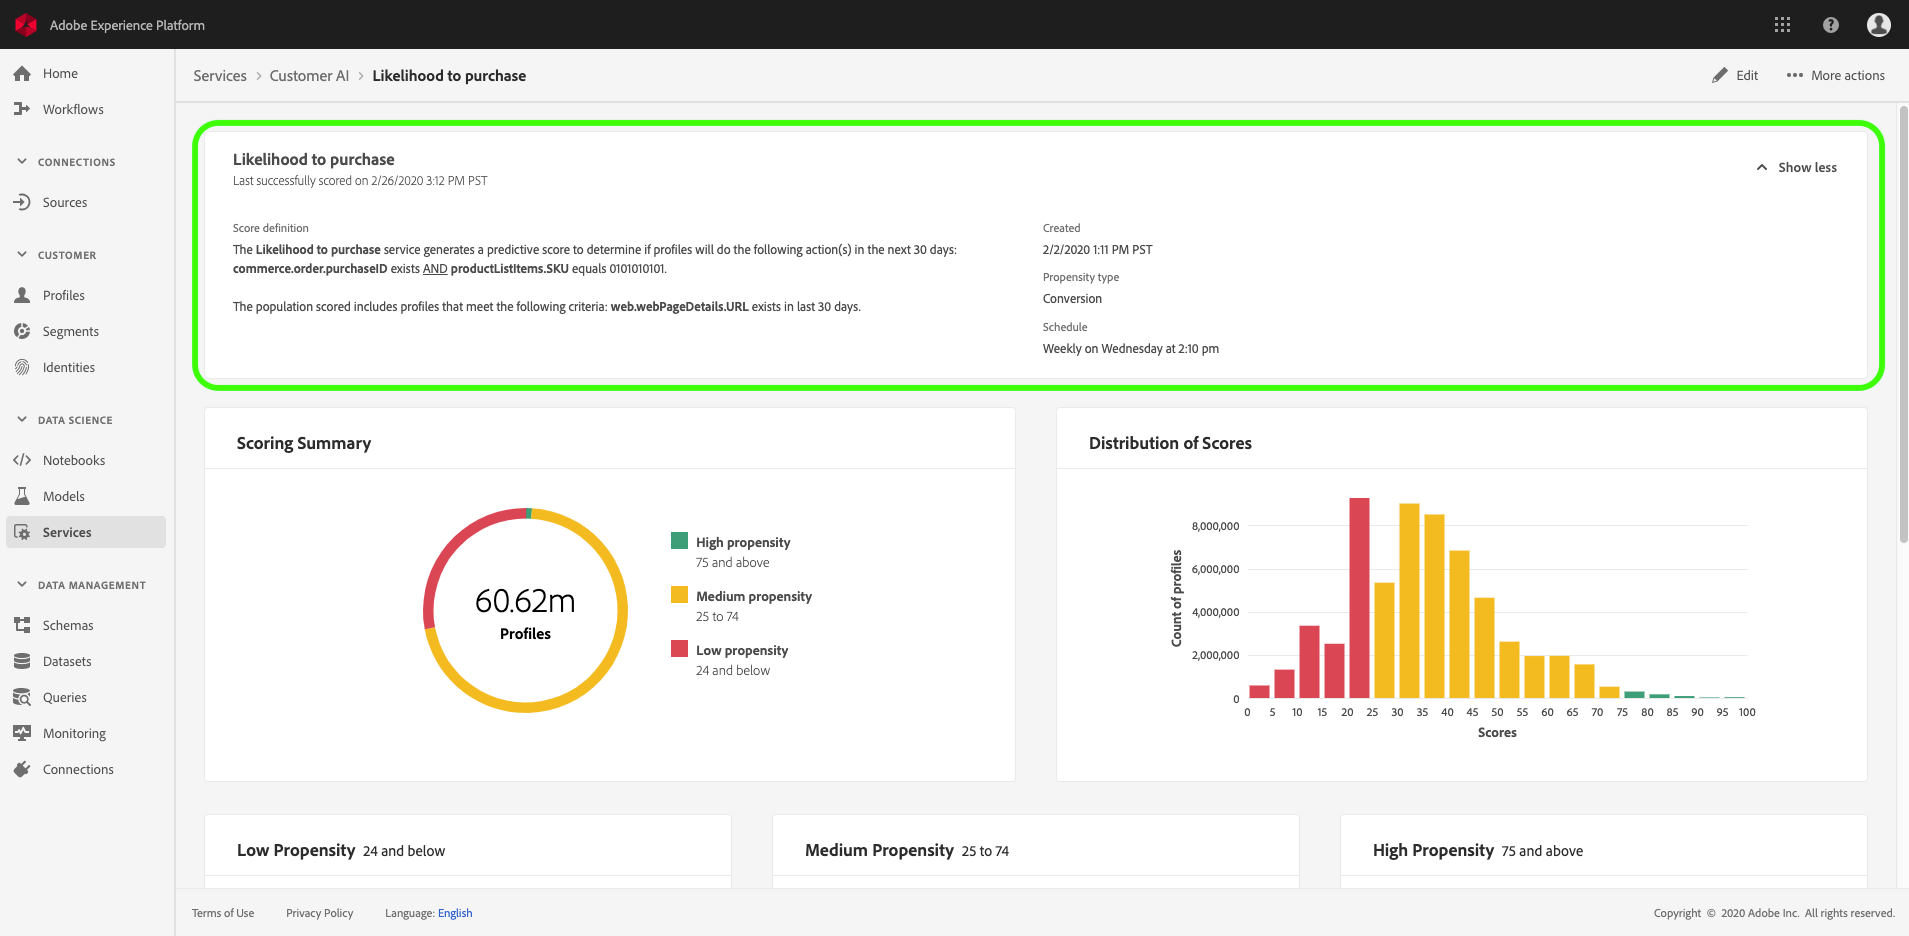 Adobe Experience Platform
Home
Workflows
CONNECTIONS
Sources
CUSTOMER
Profiles
Segments
Identities
DATA SCIENCE
Notebooks
Models
Services
DATA MANAGEMENT
Schemas
Datasets
Queries
Monitoring
Connections
Services > Customer AI > Likelihood to purchase
Edit
More actions
Likelihood to purchase
Last successfully scored on 2/26/2020 3:12 PM PST
Show less
Score definition
The Likelihood to purchase service generates a predictive score to determine if profiles will do the following action(s) in the next 30 days:
commerce.order.purchaseID exists AND productListItems.SKU equals 0101010101.
The population scored includes profiles that meet the following criteria: web.webPageDetails.URL exists in last 30 days.
Created
2/2/2020 1:11 PM PST
Propensity type
Conversion
Schedule
Weekly on Wednesday at 2:10 pm
Scoring Summary
60.62m
Profiles
High propensity
75 and above
Medium propensity
25 to 74
Low propensity
24 and below
Distribution of Scores
Count of profiles
8,000,000
6,000,000
4,000,000
2,000,000
0
0 5 10 15 20 25 30 35 40 45 50 55 60 65 70 75 80 85 90 95 100
Scores
Low Propensity 24 and below
Medium Propensity 25 to 74
High Propensity 75 and above
Terms of Use Privacy Policy Language: English
Copyright © 2020 Adobe Inc. All rights reserved.